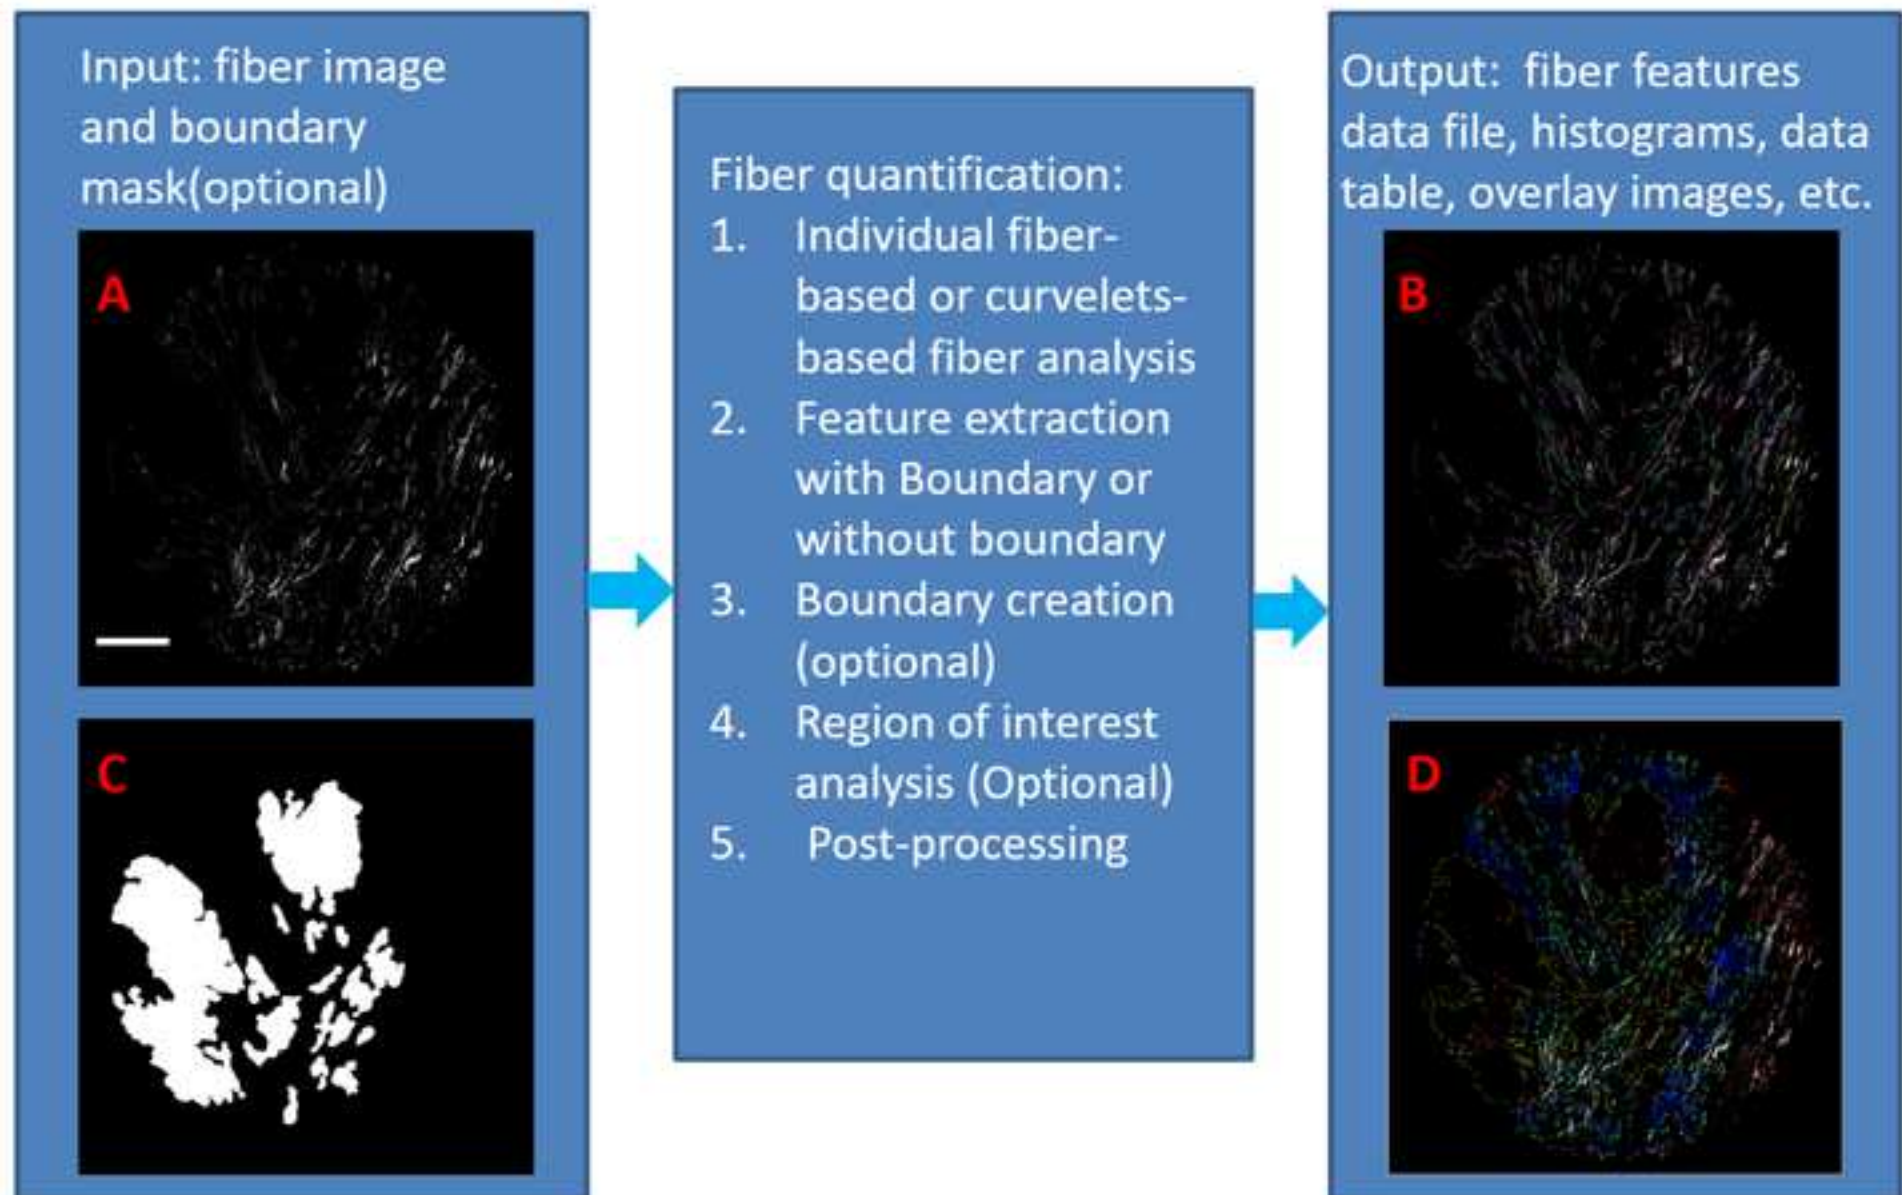 Input: fiber image
and boundary
mask(optional)
A
C
Fiber quantification:
1. Individual fiber-
based or curvelets-
based fiber analysis
2. Feature extraction
with Boundary or
without boundary
3. Boundary creation
(optional)
4. Region of interest
analysis (Optional)
5. Post-processing
Output: fiber features
data file, histograms, data
table, overlay images, etc.
B
D